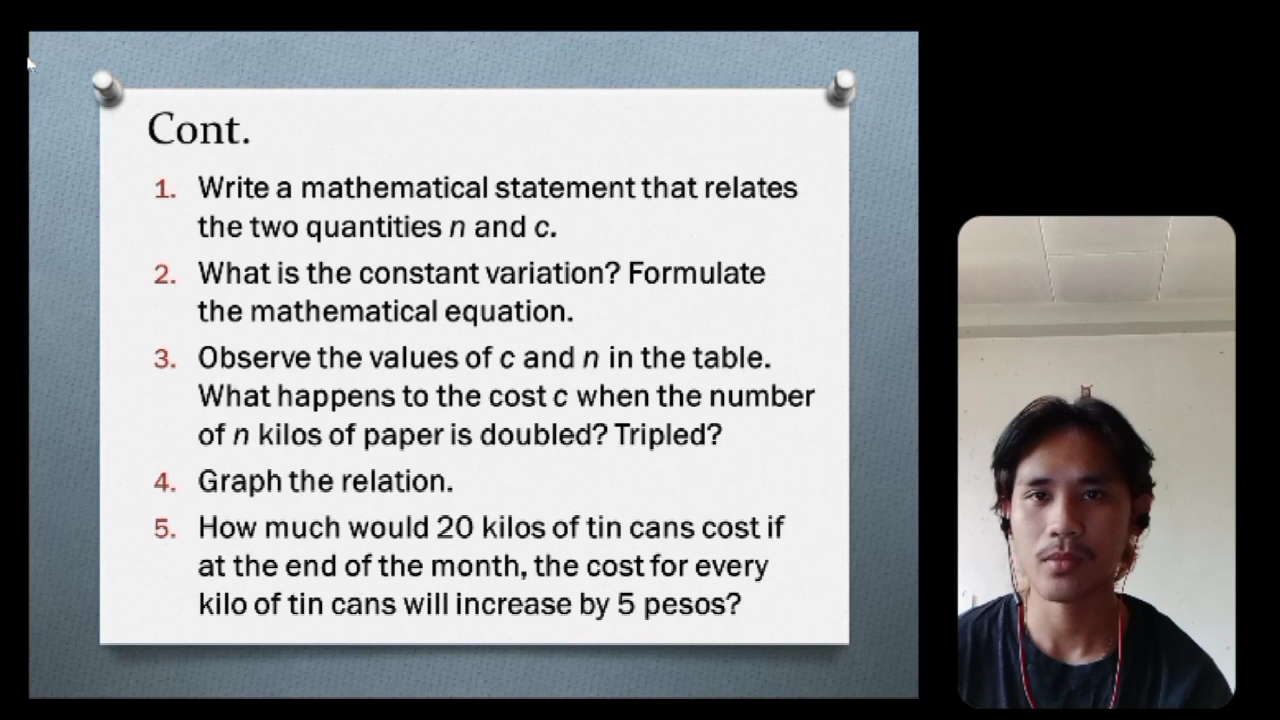 Cont.
1. Write a mathematical statement that relates
the two quantities n and c.
2. What is the constant variation? Formulate
the mathematical equation.
3. Observe the values of c and n in the table.
What happens to the cost c when the number
of n kilos of paper is doubled? Tripled?
4. Graph the relation.
5. How much would 20 kilos of tin cans cost if
at the end of the month, the cost for every
kilo of tin cans will increase by 5 pesos?